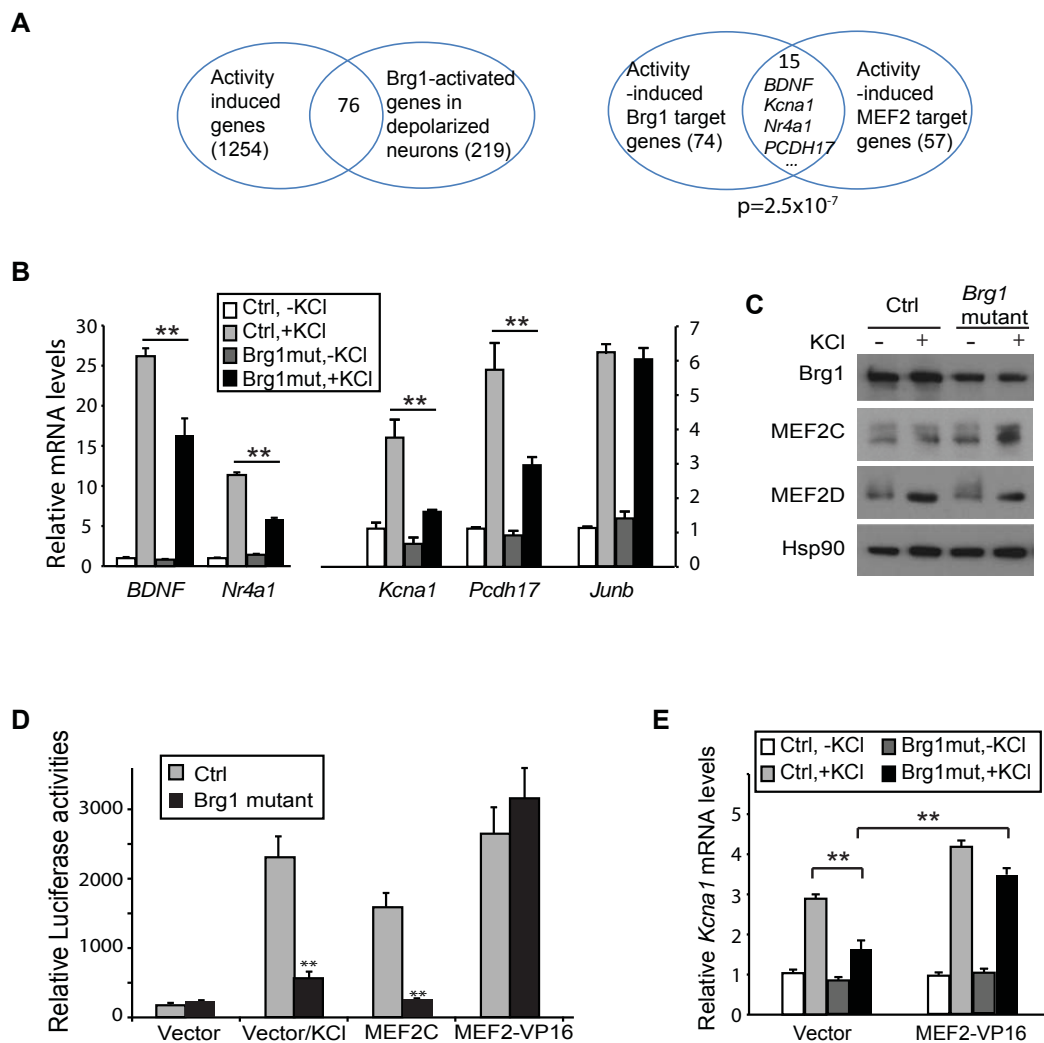 A
Activity
induced
genes
(1254)
76
Brg1-activated
genes in
depolarized
neurons (219)
Activity
-induced
Brg1 target
genes (74)
15
BDNF
Kcna1
Nr4a1
PCDH17
...
Activity
-induced
MEF2 target
genes (57)
p=2.5x10-7
B
Ctrl, -KCl
Ctrl,+KCl
Brg1mut,-KCl
Brg1mut,+KCl
Relative mRNA levels
30
25
20
15
10
5
0
**
**
**
**
7
6
5
4
3
2
1
0
BDNF
Nr4a1
Kcna1
Pcdh17
Junb
C
Ctrl
Brg1
mutant
KCl - + - +
Brg1
MEF2C
MEF2D
Hsp90
D
Relative Luciferase activities
Ctrl
Brg1 mutant
3000
2000
1000
0
**
**
Vector
Vector/KCl
MEF2C
MEF2-VP16
E
Ctrl, -KCl
Brg1mut,-KCl
Ctrl,+KCl
Brg1mut,+KCl
Relative Kcna1 mRNA levels
5
4
3
2
1
0
**
**
Vector
MEF2-VP16